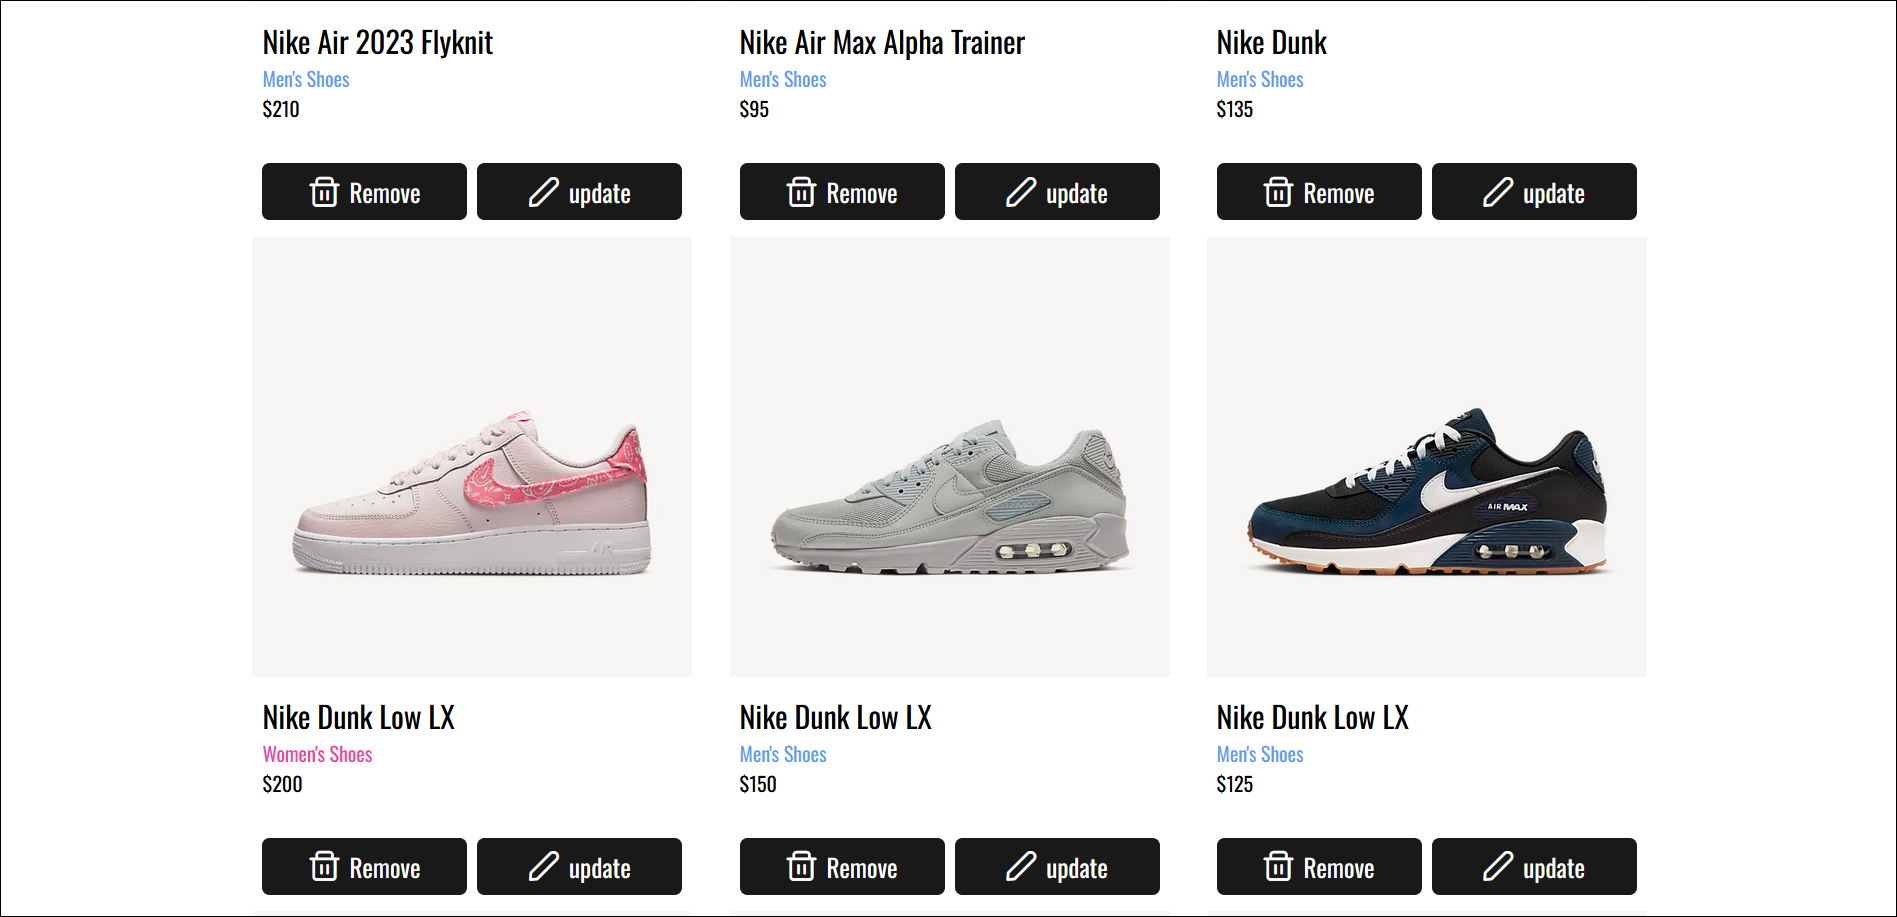 Nike Air 2023 Flyknit
Men's Shoes
$210
Remove
update
Nike Air Max Alpha Trainer
Men's Shoes
$95
Remove
update
Nike Dunk
Men's Shoes
$135
Remove
update
AIR
Nike Dunk Low LX
Women's Shoes
$200
Remove
update
Nike Dunk Low LX
Men's Shoes
$150
Remove
update
AIR MAX
Nike Dunk Low LX
Men's Shoes
$125
Remove
update